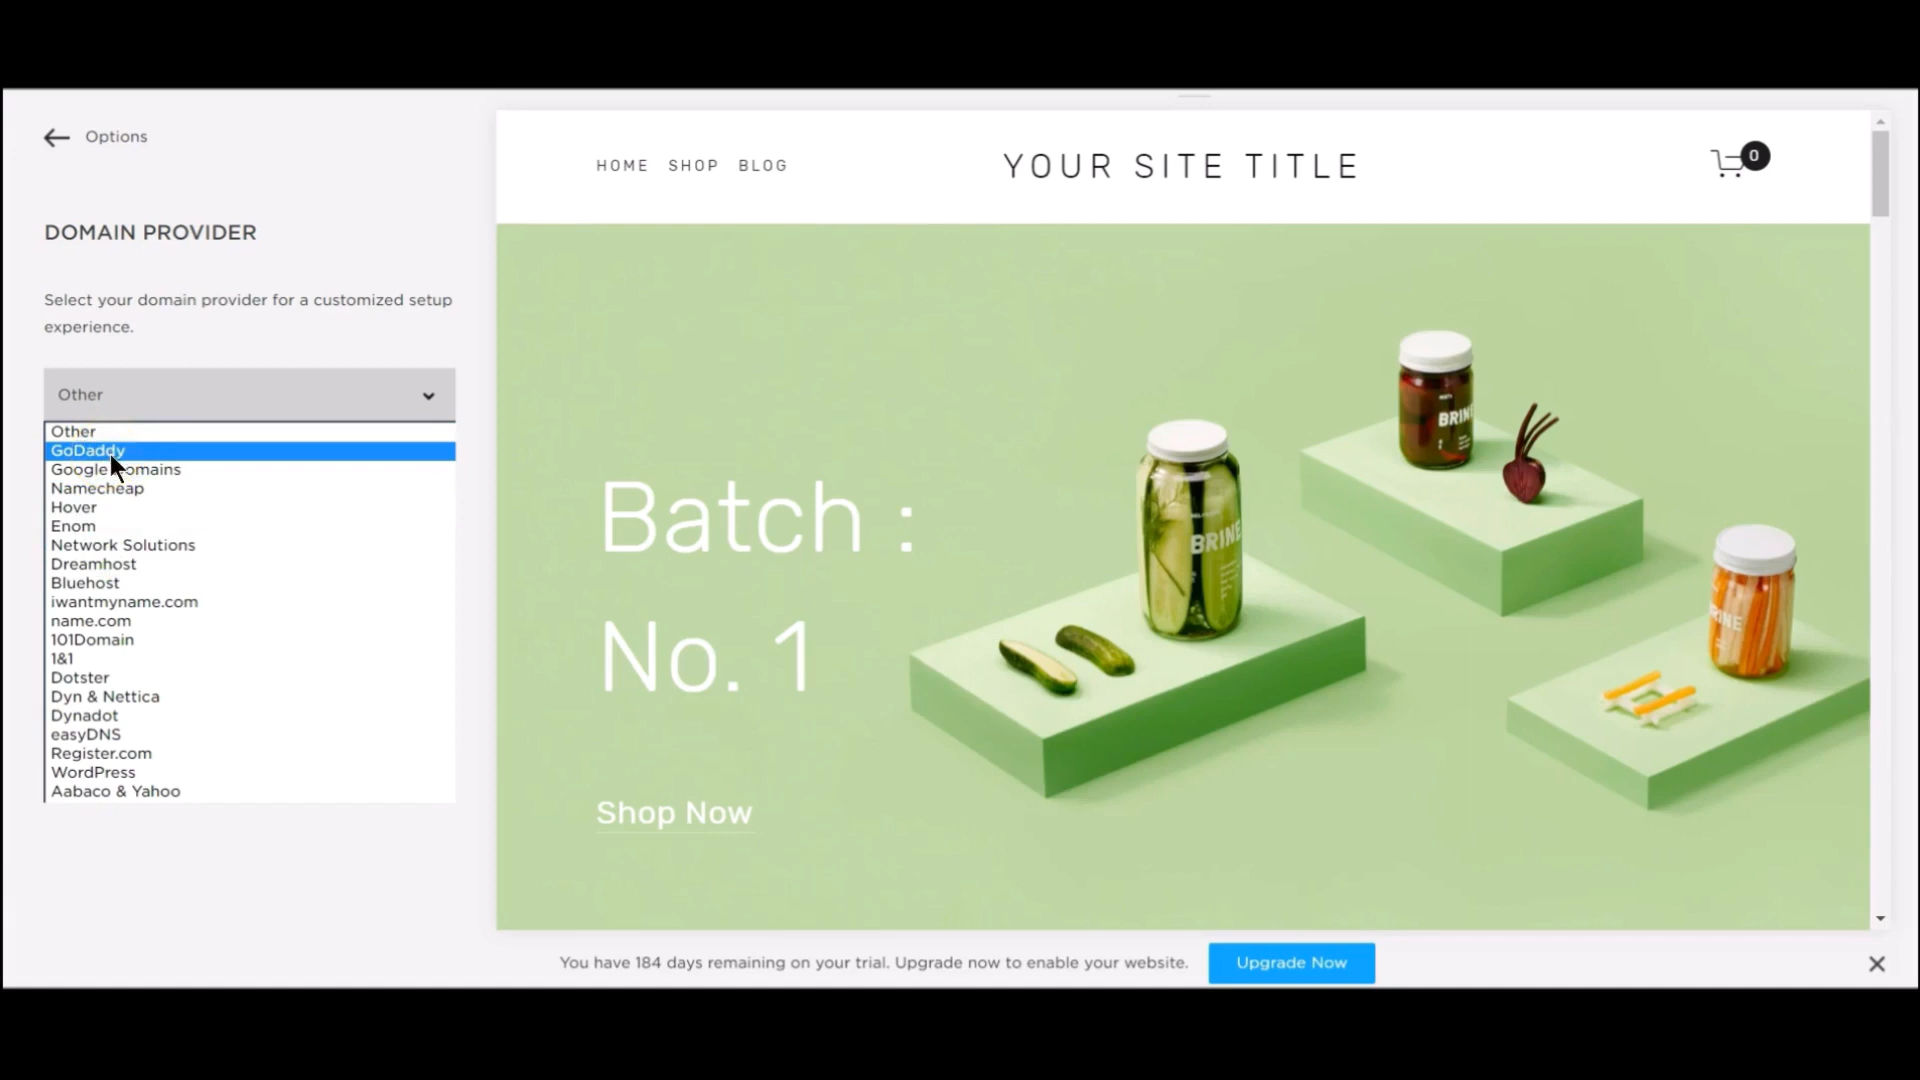 Options
DOMAIN PROVIDER
Select your domain provider for a customized setup
experience.
Other
Other
GoDaddy
Google Domains
Namecheap
Hover
Enom
Network Solutions
Dreamhost
Bluehost
iwantmyname.com
name.com
101Domain
1&1
Dotster
Dyn & Nettica
Dynadot
easyDNS
Register.com
WordPress
Aabaco & Yahoo
HOME SHOP BLOG
YOUR SITE TITLE
0
Batch :
No. 1
Shop Now
BRINE
BRINE
You have 184 days remaining on your trial. Upgrade now to enable your website.
Upgrade Now